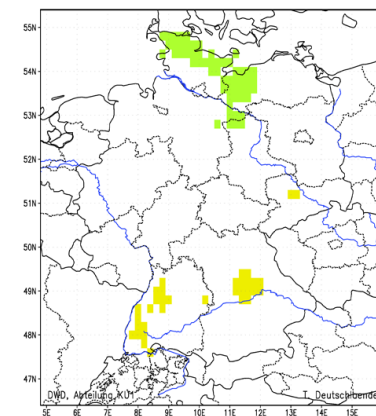 55N
54N
53N
52N
51N
50N
49N
48N
47N
DWD, Abteilung KU1 T. Deutschlaender
5E 6E 7E 8E 9E 10E 11E 12E 13E 14E 15E